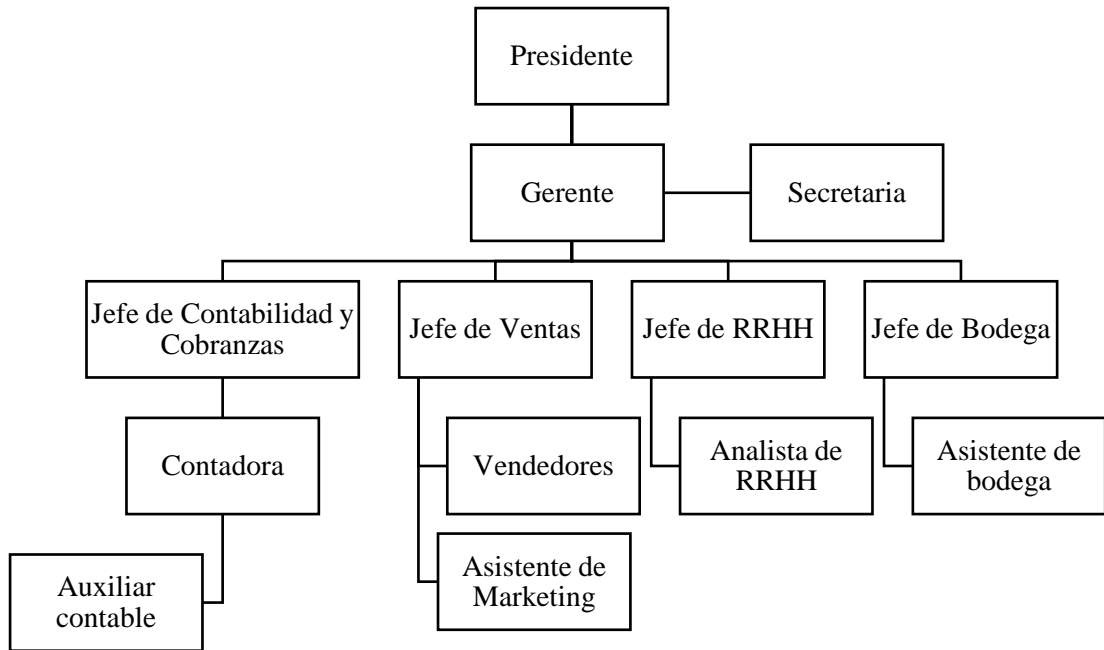 Presidente
Gerente
Secretaria
Jefe de Contabilidad y
Cobranzas
Jefe de Ventas
Jefe de RRHH
Jefe de Bodega
Contadora
Vendedores
Analista de
RRHH
Asistente de
bodega
Auxiliar
contable
Asistente de
Marketing